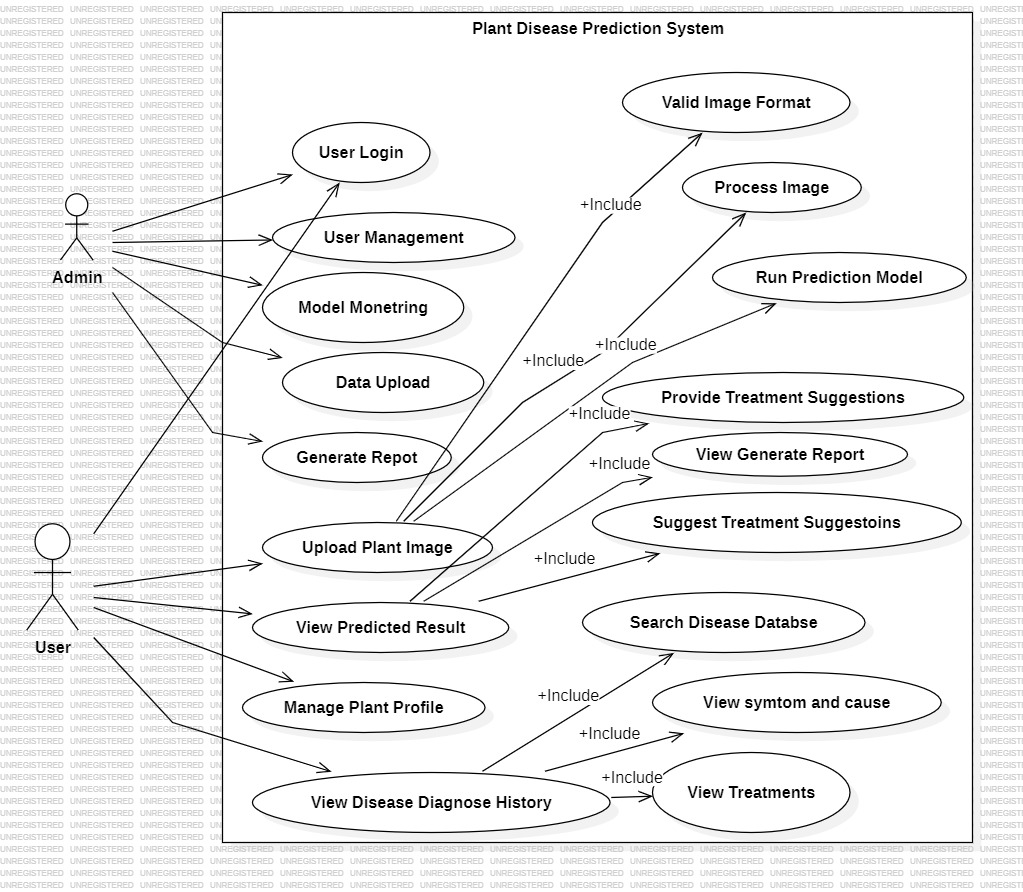 Plant Disease Prediction System
Valid Image Format
User Login
Process Image
+Include
User Management
Admin
Run Prediction Model
Model Monetring
+Include
+Include
Data Upload
Provide Treatment Suggestions
+Include
Generate Repot
View Generate Report
+Include
Suggest Treatment Suggestoins
Upload Plant Image
+Include
View Predicted Result
Search Disease Databse
User
+Include
Manage Plant Profile
View symtom and cause
+Include
+Include
View Treatments
View Disease Diagnose History
UNREGISTERED